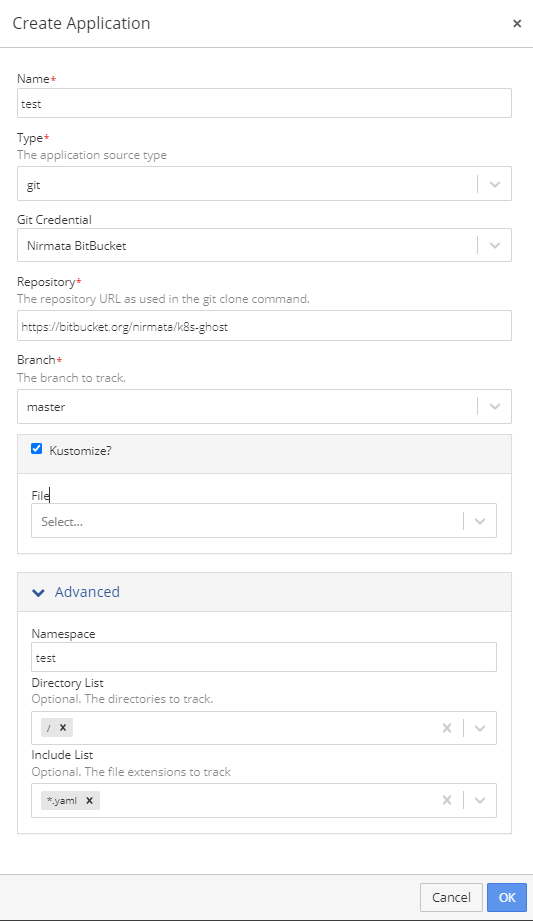 Create Application ×
Name*
test
Type*
The application source type
git
Git Credential
Nirmata BitBucket
Repository*
The repository URL as used in the git clone command.
https://bitbucket.org/nirmata/k8s-ghost
Branch*
The branch to track.
master
Kustomize?
File
Select...
Advanced
Namespace
test
Directory List
Optional. The directories to track.
/ x
Include List
Optional. The file extensions to track
*.yaml x
Cancel OK